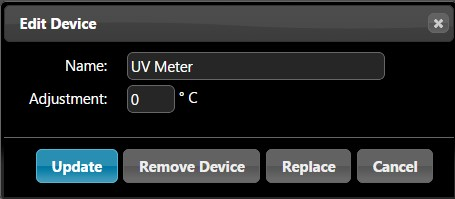 Edit Device
Name: UV Meter
Adjustment: 0 ° C
Update Remove Device Replace Cancel